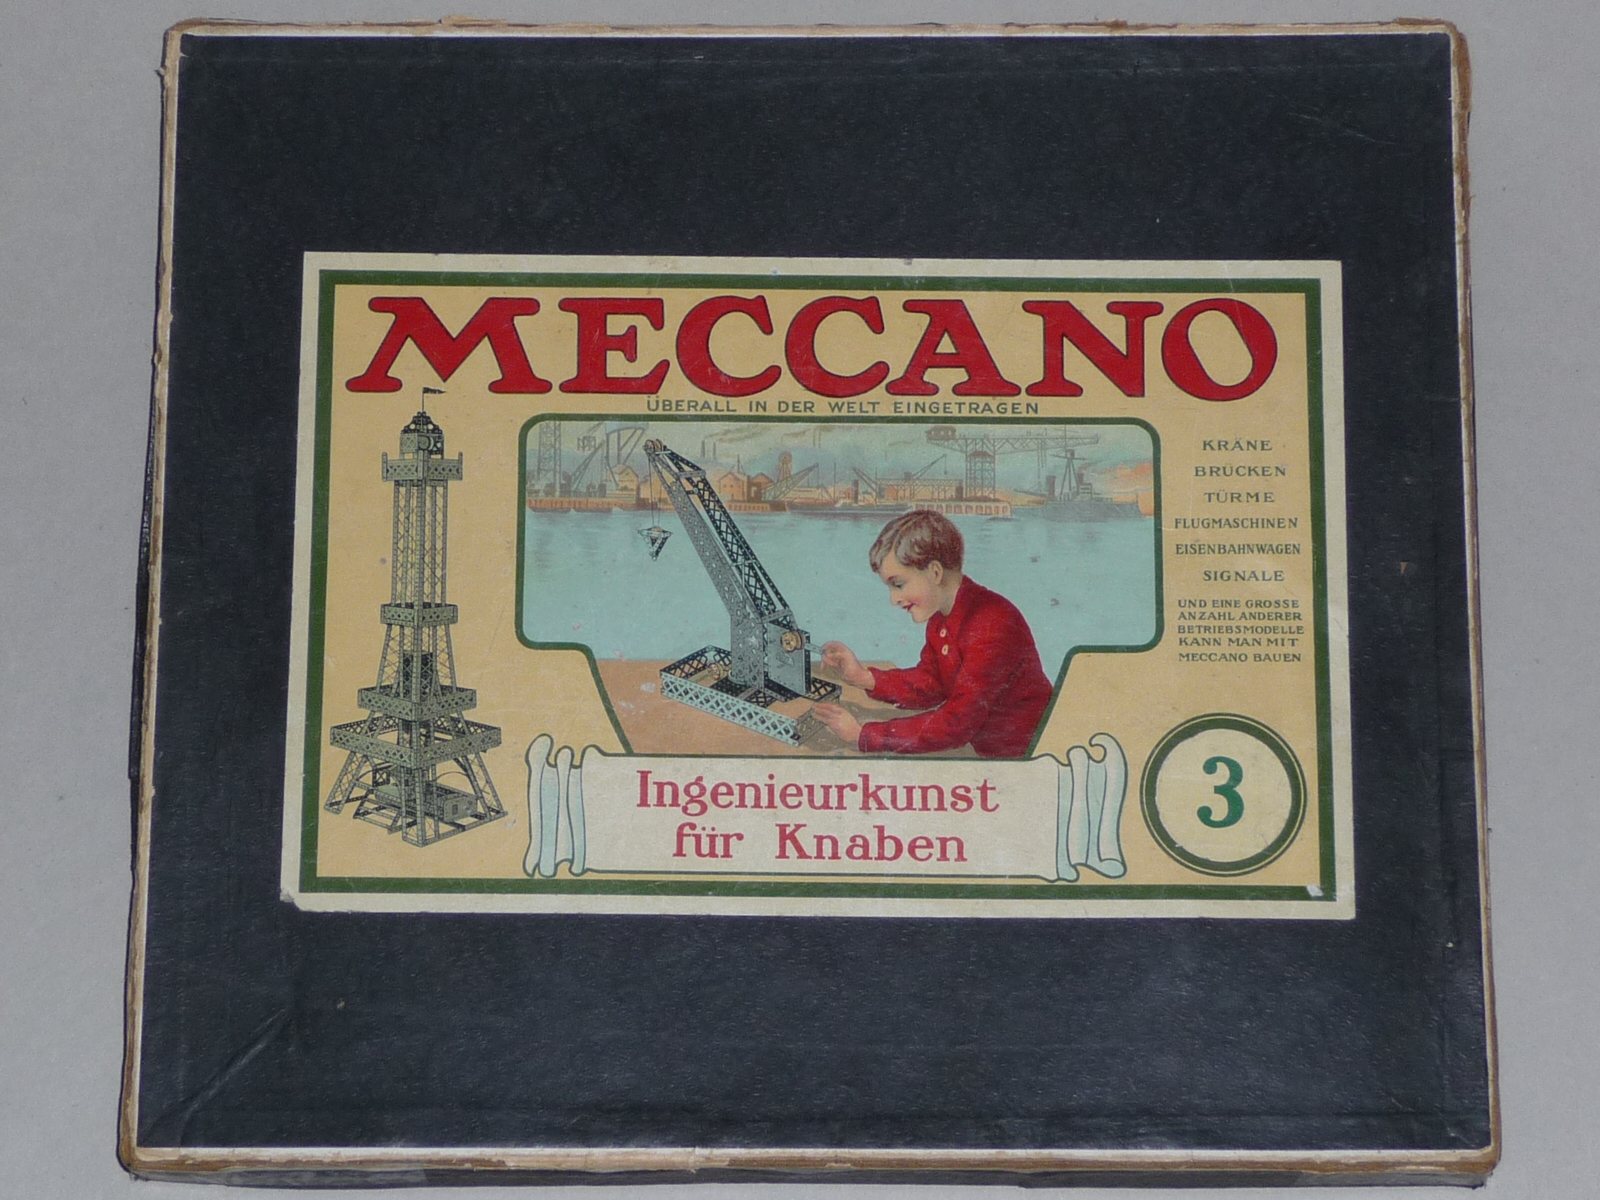 MECCANO
ÜBERALL IN DER WELT EINGETRAGEN
KRÄNE
BRÜCKEN
TÜRME
FLUGMASCHINEN
EISENBAHNWAGEN
SIGNALE
UND EINE GROSSE
ANZAHL ANDERER
BETRIEBSMODELLE
KANN MAN MIT
MECCANO BAUEN
Ingenieurkunst
für Knaben
3